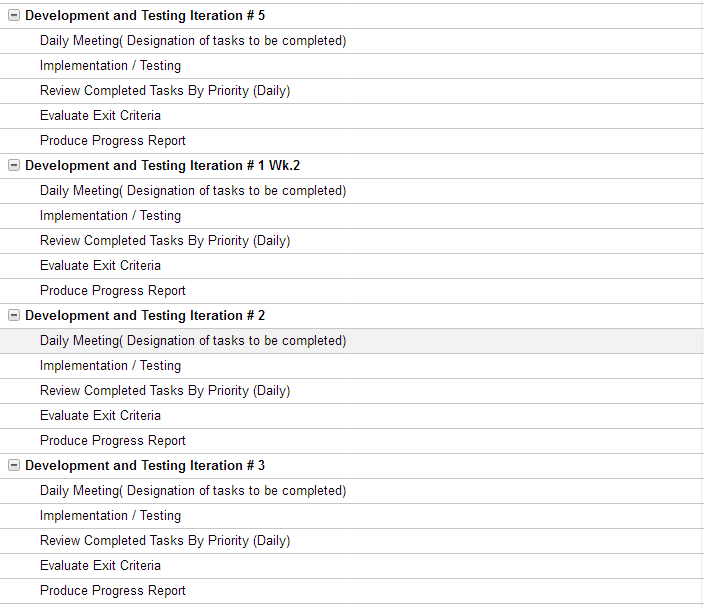 Development and Testing Iteration # 5
Daily Meeting( Designation of tasks to be completed)
Implementation / Testing
Review Completed Tasks By Priority (Daily)
Evaluate Exit Criteria
Produce Progress Report
Development and Testing Iteration # 1 Wk.2
Daily Meeting( Designation of tasks to be completed)
Implementation / Testing
Review Completed Tasks By Priority (Daily)
Evaluate Exit Criteria
Produce Progress Report
Development and Testing Iteration # 2
Daily Meeting( Designation of tasks to be completed)
Implementation / Testing
Review Completed Tasks By Priority (Daily)
Evaluate Exit Criteria
Produce Progress Report
Development and Testing Iteration # 3
Daily Meeting( Designation of tasks to be completed)
Implementation / Testing
Review Completed Tasks By Priority (Daily)
Evaluate Exit Criteria
Produce Progress Report